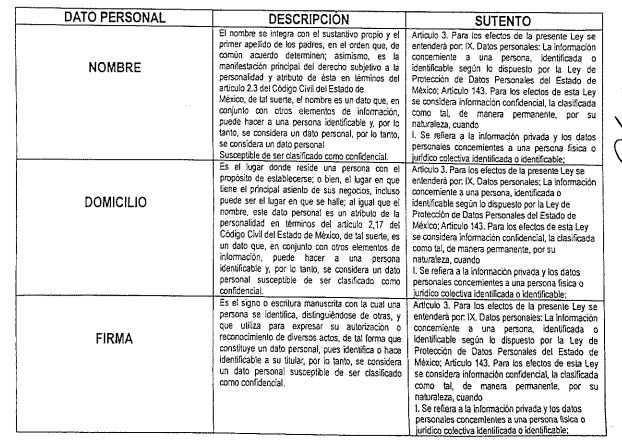 DATO PERSONAL
DESCRIPCIÓN
SUTENTO
NOMBRE
El nombre se integra con el sustantivo propio y el
primer apellido de los padres, en el orden que, de
común acuerdo determinen; asimismo, es la
manifestación principal del derecho subjetivo a la
personalidad y atributo de ésta en términos del
artículo 2.3 del Código Civil del Estado de
México, de tal suerte, el nombre es un dato que, en
conjunto con otros elementos de información,
puede hacer a una persona identificable y, por lo
tanto, se considera un dato personal, por lo tanto,
se considera un dato personal
Susceptible de ser clasificado como confidencial.
Artículo 3. Para los efectos de la presente Ley se
entenderá por: IX. Datos personales: La información
concerniente a una persona, identificada o
identificable según lo dispuesto por la Ley de
Protección de Datos Personales del Estado de
México; Artículo 143. Para los efectos de esta Ley
se considera información confidencial, la clasificada
como tal, de manera permanente, por su
naturaleza, cuando
I. Se refiera a la información privada y los datos
personales concernientes a una persona física o
jurídico colectiva identificada o identificable;
DOMICILIO
Es el lugar donde reside una persona con el
propósito de establecerse; o bien, el lugar en que
tiene el principal asiento de sus negocios, incluso
puede ser el lugar en que se halle; al igual que el
nombre, este dato personal es un atributo de la
personalidad en términos del artículo 2,17 del
Código Civil del Estado de México, de tal suerte, es
un dato que, en conjunto con otros elementos de
información, puede hacer a una persona
identificable y, por lo tanto, se considera un dato
personal susceptible de ser clasificado como
confidencial.
Artículo 3. Para los efectos de la presente Ley se
entenderá por: IX. Datos personales: La información
concerniente a una persona, identificada o
identificable según lo dispuesto por la Ley de
Protección de Datos Personales del Estado de
México; Artículo 143. Para los efectos de esta Ley
se considera información confidencial, la clasificada
como tal, de manera permanente, por su
naturaleza, cuando
I. Se refiera a la información privada y los datos
personales concernientes a una persona física o
jurídico colectiva identificada o identificable;
FIRMA
Es el signo o escritura manuscrita con la cual una
persona se identifica, distinguiéndose de otras, y
que utiliza para expresar su autorización o
reconocimiento de diversos actos, de tal forma que
constituye un dato personal, pues identifica o hace
identificable a su titular, por lo tanto, se considera
un dato personal susceptible de ser clasificado
como confidencial.
Artículo 3. Para los efectos de la presente Ley se
entenderá por: IX. Datos personales: La información
concerniente a una persona, identificada o
identificable según lo dispuesto por la Ley de
Protección de Datos Personales del Estado de
México; Artículo 143. Para los efectos de esta Ley
se considera información confidencial, la clasificada
como tal, de manera permanente, por su
naturaleza, cuando
I. Se refiera a la información privada y los datos
personales concernientes a una persona física o
jurídico colectiva identificada o identificable;